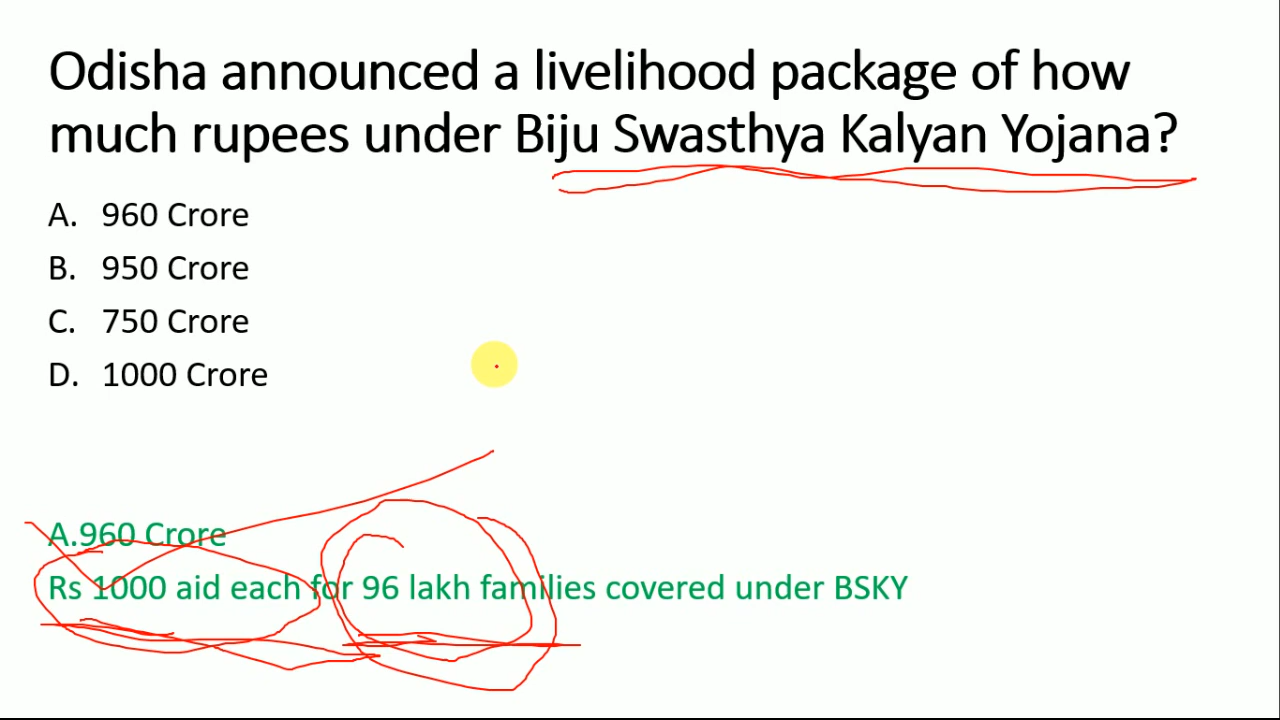 Odisha announced a livelihood package of how
much rupees under Biju Swasthya Kalyan Yojana?
A. 960 Crore
B. 950 Crore
C. 750 Crore
D. 1000 Crore
A.960 Crore
Rs 1000 aid each for 96 lakh families covered under BSKY